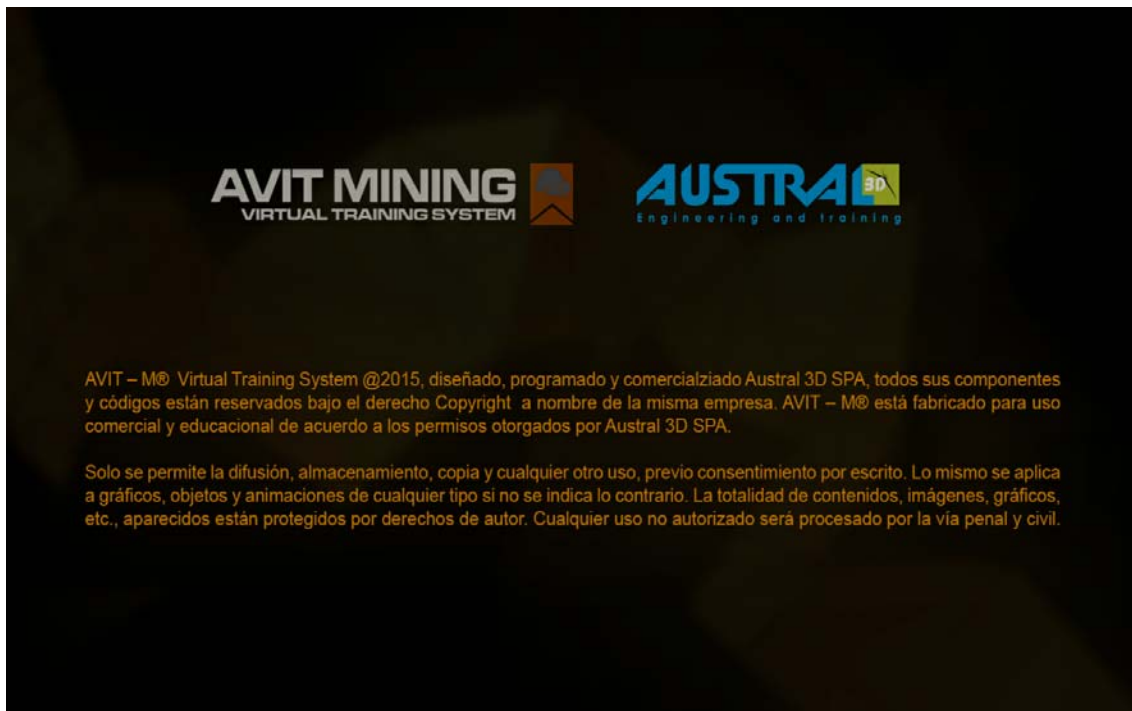 AVIT MINING
VIRTUAL TRAINING SYSTEM
AUSTRAL 3D
Engineering and training
AVIT – M® Virtual Training System @2015, diseñado, programado y comercialziado Austral 3D SPA, todos sus componentes
y códigos están reservados bajo el derecho Copyright a nombre de la misma empresa. AVIT – M® está fabricado para uso
comercial y educacional de acuerdo a los permisos otorgados por Austral 3D SPA.
Solo se permite la difusión, almacenamiento, copia y cualquier otro uso, previo consentimiento por escrito. Lo mismo se aplica
a gráficos, objetos y animaciones de cualquier tipo si no se indica lo contrario. La totalidad de contenidos, imágenes, gráficos,
etc., aparecidos están protegidos por derechos de autor. Cualquier uso no autorizado será procesado por la vía penal y civil.